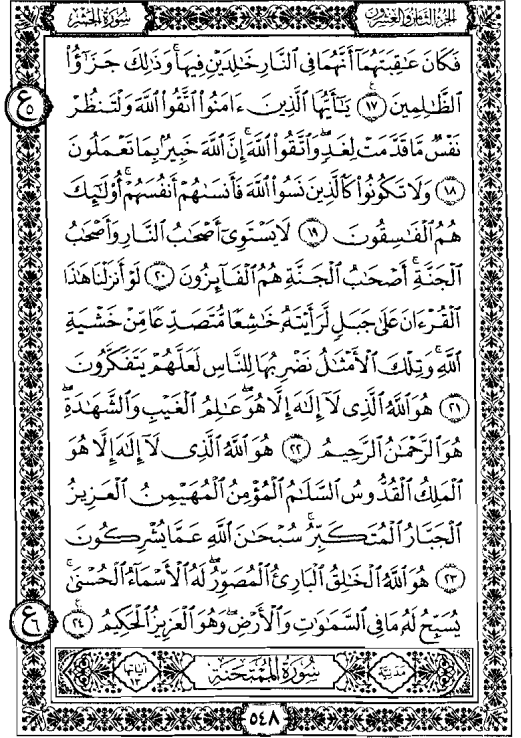 الجزء الثامن والعشرون
سورة الحشر
فَكَانَ عَٰقِبَتَهُمَآ أَنَّهُمَا فِي ٱلنَّارِ خَٰلِدَيْنِ فِيهَا ۚ وَذَٰلِكَ جَزَٰٓؤُا۟
ٱلظَّٰلِمِينَ ١٧ يَٰٓأَيُّهَا ٱلَّذِينَ ءَامَنُوا۟ ٱتَّقُوا۟ ٱللَّهَ وَلْتَنظُرْ
نَفْسٌ مَّا قَدَّمَتْ لِغَدٍ ۖ وَٱتَّقُوا۟ ٱللَّهَ ۚ إِنَّ ٱللَّهَ خَبِيرٌۢ بِمَا تَعْمَلُونَ
١٨ وَلَا تَكُونُوا۟ كَٱلَّذِينَ نَسُوا۟ ٱللَّهَ فَأَنسَىٰهُمْ أَنفُسَهُمْ ۚ أُو۟لَٰٓئِكَ
هُمُ ٱلْفَٰسِقُونَ ١٩ لَا يَسْتَوِىٓ أَصْحَٰبُ ٱلنَّارِ وَأَصْحَٰبُ
ٱلْجَنَّةِ ۚ أَصْحَٰبُ ٱلْجَنَّةِ هُمُ ٱلْفَآئِزُونَ ٢٠ لَوْ أَنزَلْنَا هَٰذَا
ٱلْقُرْءَانَ عَلَىٰ جَبَلٍ لَّرَأَيْتَهُۥ خَٰشِعًا مُّتَصَدِّعًا مِّنْ خَشْيَةِ
ٱللَّهِ ۚ وَتِلْكَ ٱلْأَمْثَٰلُ نَضْرِبُهَا لِلنَّاسِ لَعَلَّهُمْ يَتَفَكَّرُونَ
٢١ هُوَ ٱللَّهُ ٱلَّذِى لَآ إِلَٰهَ إِلَّا هُوَ ۖ عَٰلِمُ ٱلْغَيْبِ وَٱلشَّهَٰدَةِ ۖ
هُوَ ٱلرَّحْمَٰنُ ٱلرَّحِيمُ ٢٢ هُوَ ٱللَّهُ ٱلَّذِى لَآ إِلَٰهَ إِلَّا هُوَ
ٱلْمَلِكُ ٱلْقُدُّوسُ ٱلسَّلَٰمُ ٱلْمُؤْمِنُ ٱلْمُهَيْمِنُ ٱلْعَزِيزُ
ٱلْجَبَّارُ ٱلْمُتَكَبِّرُ ۚ سُبْحَٰنَ ٱللَّهِ عَمَّا يُشْرِكُونَ
٢٣ هُوَ ٱللَّهُ ٱلْخَٰلِقُ ٱلْبَارِئُ ٱلْمُصَوِّرُ ۖ لَهُ ٱلْأَسْمَآءُ ٱلْحُسْنَىٰ ۚ
يُسَبِّحُ لَهُۥ مَا فِي ٱلسَّمَٰوَٰتِ وَٱلْأَرْضِ ۖ وَهُوَ ٱلْعَزِيزُ ٱلْحَكِيمُ ٢٤
ع ٥
ع ٦
مدنية
سورة الممتحنة
آياتها ١٣
٥٤٨